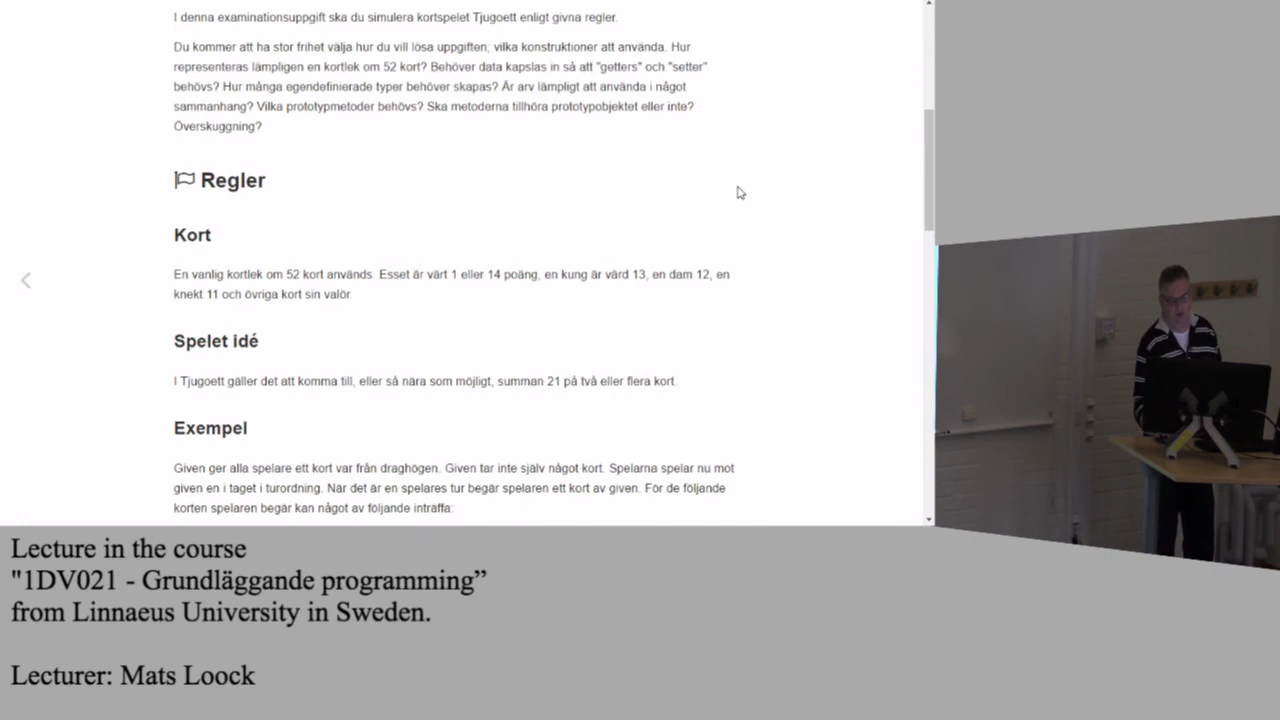 I denna examinationsuppgift ska du simulera kortspelet Tjugoett enligt givna regler.
Du kommer att ha stor frihet välja hur du vill lösa uppgiften; vilka konstruktioner att använda. Hur
representeras lämpligen en kortlek om 52 kort? Behöver data kapslas in så att "getters" och "setter"
behövs? Hur många egendefinierade typer behöver skapas? Är arv lämpligt att använda i något
sammanhang? Vilka prototypmetoder behövs? Ska metoderna tillhöra prototypobjektet eller inte?
Överskuggning?
Regler
Kort
En vanlig kortlek om 52 kort används. Esset är värt 1 eller 14 poäng, en kung är värd 13, en dam 12, en
knekt 11 och övriga kort sin valör.
Spelet idé
I Tjugoett gäller det att komma till, eller så nära som möjligt, summan 21 på två eller flera kort.
Exempel
Given ger alla spelare ett kort var från draghögen. Given tar inte själv något kort. Spelarna spelar nu mot
given en i taget i turordning. När det är en spelares tur begär spelaren ett kort av given. För de följande
korten spelaren begär kan något av följande inträffa:
Lecture in the course
"1DV021 - Grundläggande programming”
from Linnaeus University in Sweden.
Lecturer: Mats Loock